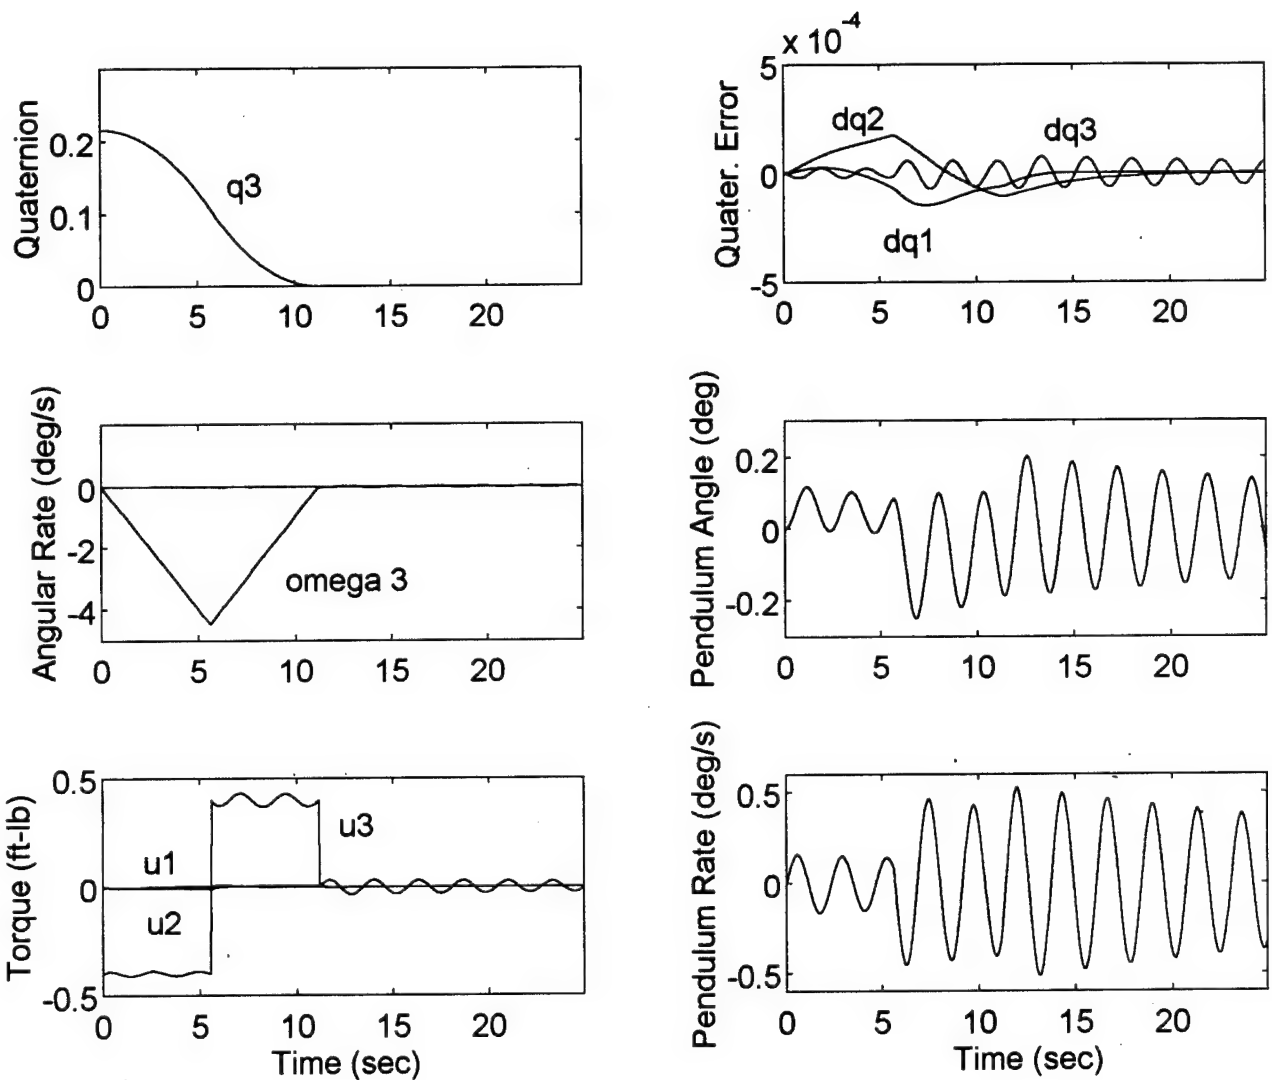 Quaternion
0.2
0.1
0
q3
0 5 10 15 20
x 10⁻⁴
Quater. Error
5
0
-5
dq2
dq3
dq1
0 5 10 15 20
Angular Rate (deg/s)
0
-2
-4
omega 3
0 5 10 15 20
Pendulum Angle (deg)
0.2
0
-0.2
0 5 10 15 20
Torque (ft-lb)
0.5
0
-0.5
u1
u2
u3
0 5 10 15 20
Time (sec)
Pendulum Rate (deg/s)
0.5
0
-0.5
0 5 10 15 20
Time (sec)